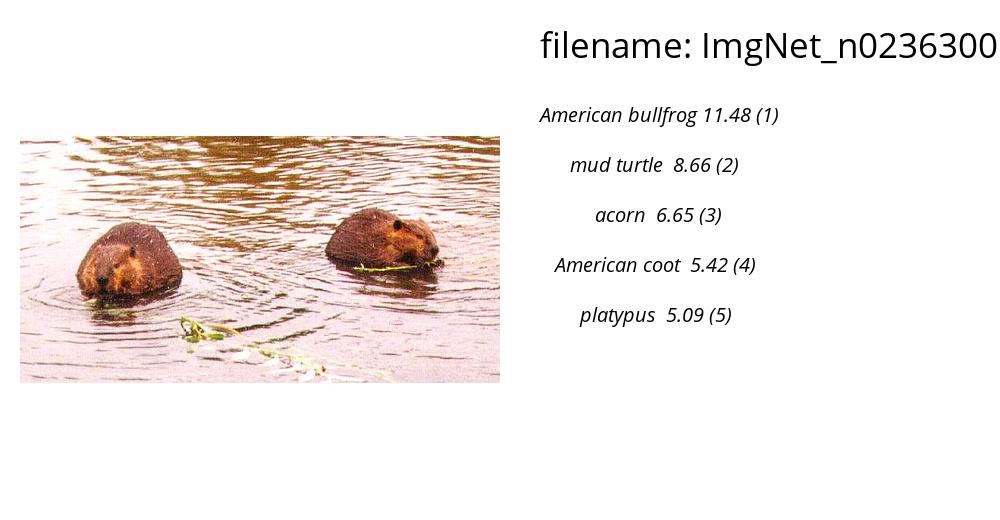 filename: ImgNet_n0236300
American bullfrog 11.48 (1)
mud turtle 8.66 (2)
acorn 6.65 (3)
American coot 5.42 (4)
platypus 5.09 (5)